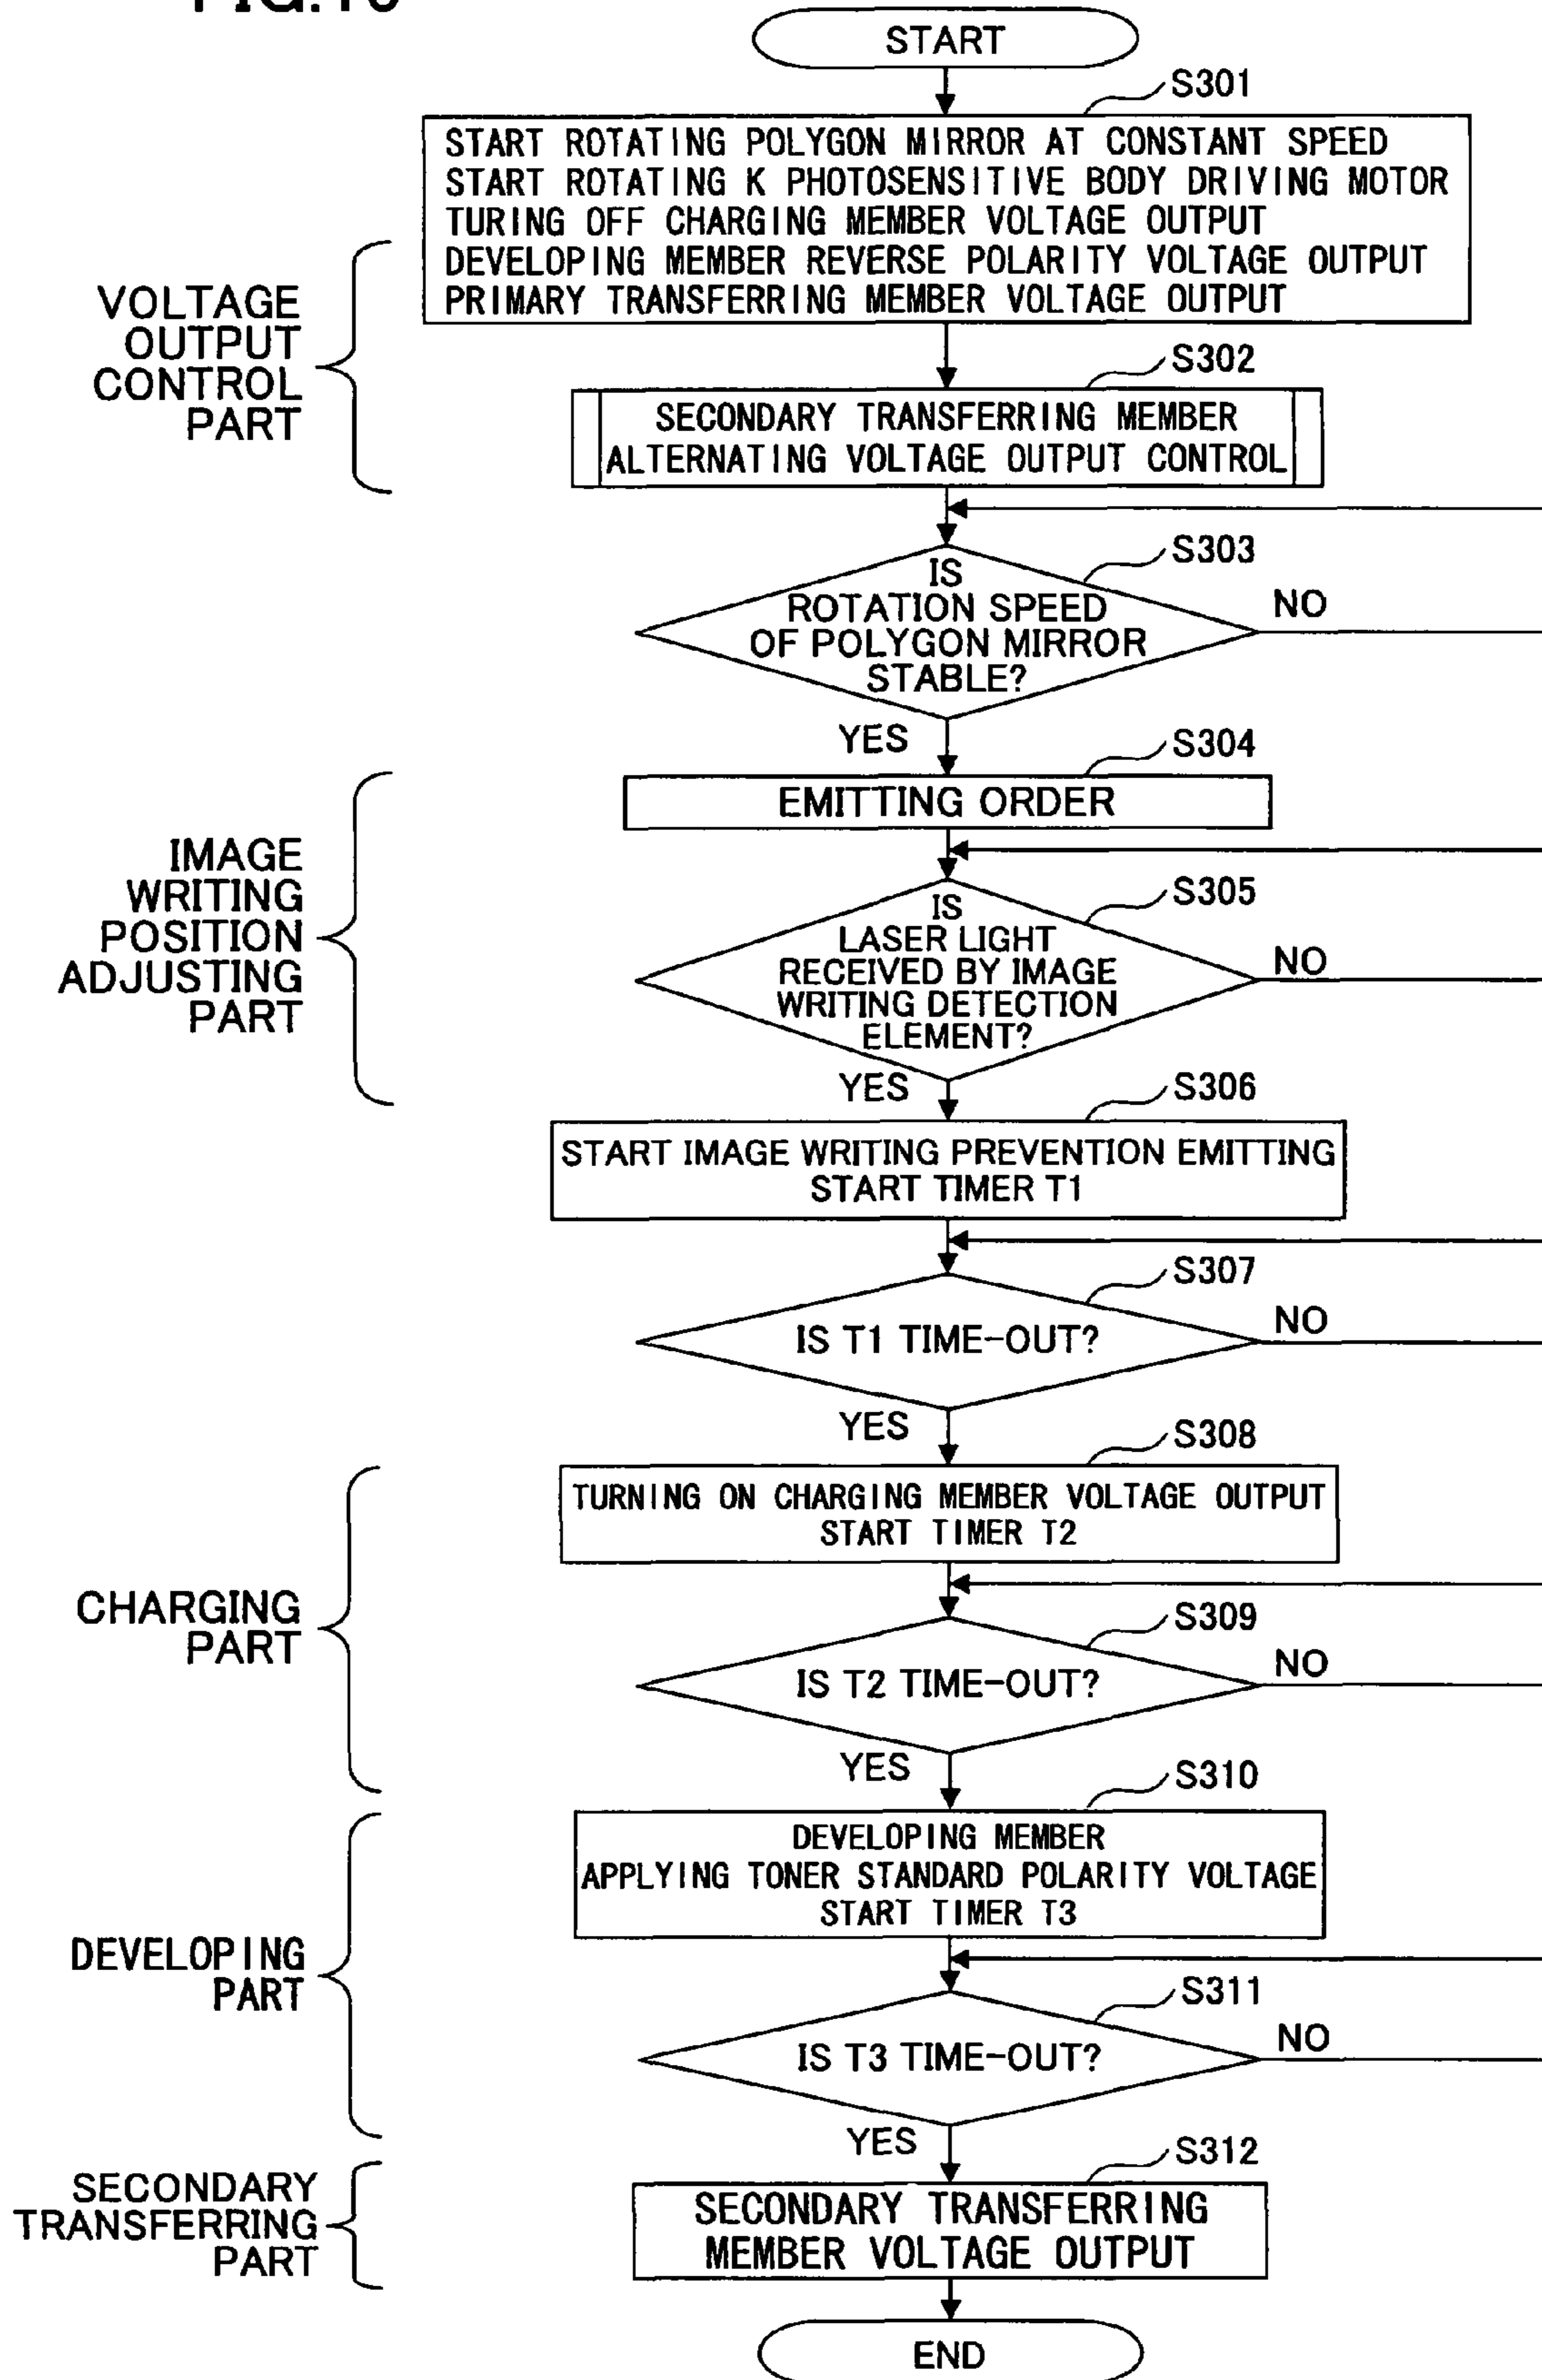 START
S301
START ROTATING POLYGON MIRROR AT CONSTANT SPEED
START ROTATING K PHOTOSENSITIVE BODY DRIVING MOTOR
TURING OFF CHARGING MEMBER VOLTAGE OUTPUT
DEVELOPING MEMBER REVERSE POLARITY VOLTAGE OUTPUT
PRIMARY TRANSFERRING MEMBER VOLTAGE OUTPUT
VOLTAGE
OUTPUT
CONTROL
PART
S302
SECONDARY TRANSFERRING MEMBER
ALTERNATING VOLTAGE OUTPUT CONTROL
S303
IS
ROTATION SPEED
OF POLYGON MIRROR
STABLE?
NO
YES
S304
EMITTING ORDER
IMAGE
WRITING
POSITION
ADJUSTING
PART
S305
IS
LASER LIGHT
RECEIVED BY IMAGE
WRITING DETECTION
ELEMENT?
NO
YES
S306
START IMAGE WRITING PREVENTION EMITTING
START TIMER T1
S307
IS T1 TIME-OUT?
NO
YES
S308
TURNING ON CHARGING MEMBER VOLTAGE OUTPUT
START TIMER T2
CHARGING
PART
S309
IS T2 TIME-OUT?
NO
YES
S310
DEVELOPING MEMBER
APPLYING TONER STANDARD POLARITY VOLTAGE
START TIMER T3
DEVELOPING
PART
S311
IS T3 TIME-OUT?
NO
YES
S312
SECONDARY TRANSFERRING
MEMBER VOLTAGE OUTPUT
SECONDARY
TRANSFERRING
PART
END